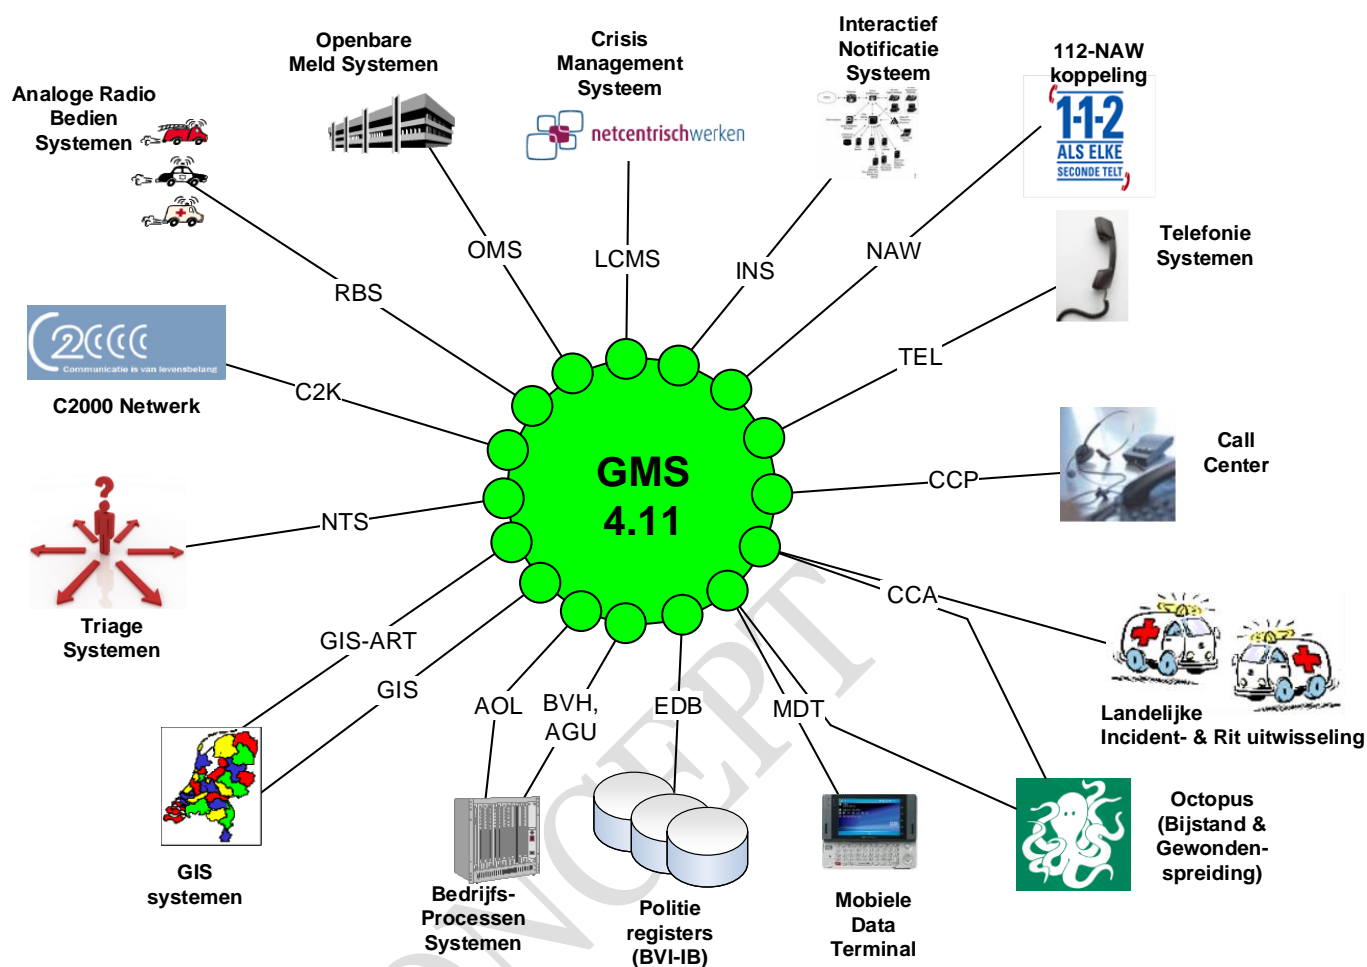 Openbare
Meld Systemen
Crisis
Management
Systeem
netcentrischwerken
Interactief
Notificatie
Systeem
112-NAW
koppeling
1-1-2
ALS ELKE
SECONDE TELT
Analoge Radio
Bedien
Systemen
Telefonie
Systemen
OMS
LCMS
INS
NAW
RBS
TEL
C2000
Communicatie is van levensbelang
C2000 Netwerk
C2K
Call
Center
CCP
GMS
4.11
NTS
Triage
Systemen
CCA
GIS-ART
GIS
AOL
BVH,
AGU
EDB
MDT
Landelijke
Incident- & Rit uitwisseling
GIS
systemen
Bedrijfs-
Processen
Systemen
Politie
registers
(BVI-IB)
Mobiele
Data
Terminal
Octopus
(Bijstand &
Gewonden-
spreiding)
CONCEPT